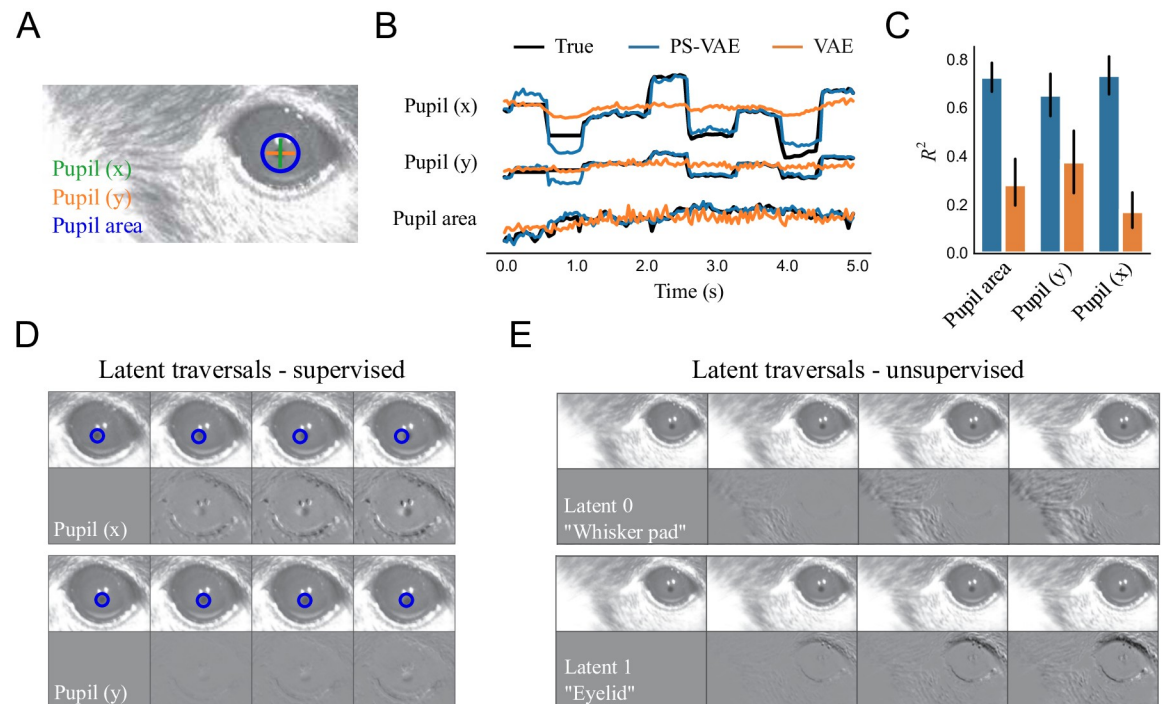 A
Pupil (x)
Pupil (y)
Pupil area
B
True PS-VAE VAE
Pupil (x)
Pupil (y)
Pupil area
0.0 1.0 2.0 3.0 4.0 5.0
Time (s)
C
0.8
0.6
0.4
0.2
0.0
R²
Pupil area
Pupil (y)
Pupil (x)
D
Latent traversals - supervised
Pupil (x)
Pupil (y)
E
Latent traversals - unsupervised
Latent 0
"Whisker pad"
Latent 1
"Eyelid"